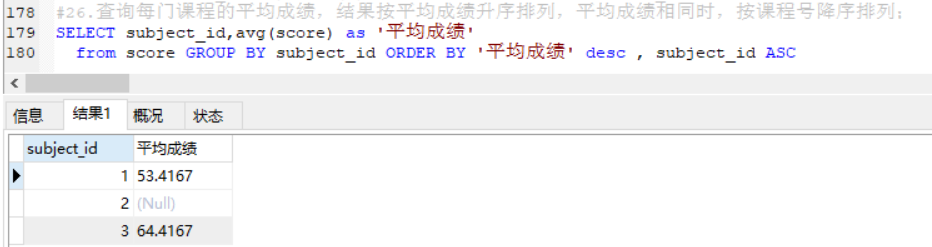 178 #26.查询每门课程的平均成绩，结果按平均成绩升序排列，平均成绩相同时，按课程号降序排列；
179 SELECT subject_id,avg(score) as '平均成绩'
180 from score GROUP BY subject_id ORDER BY '平均成绩' desc , subject_id ASC
信息 结果1 概况 状态
subject_id 平均成绩
1 53.4167
2 (Null)
3 64.4167